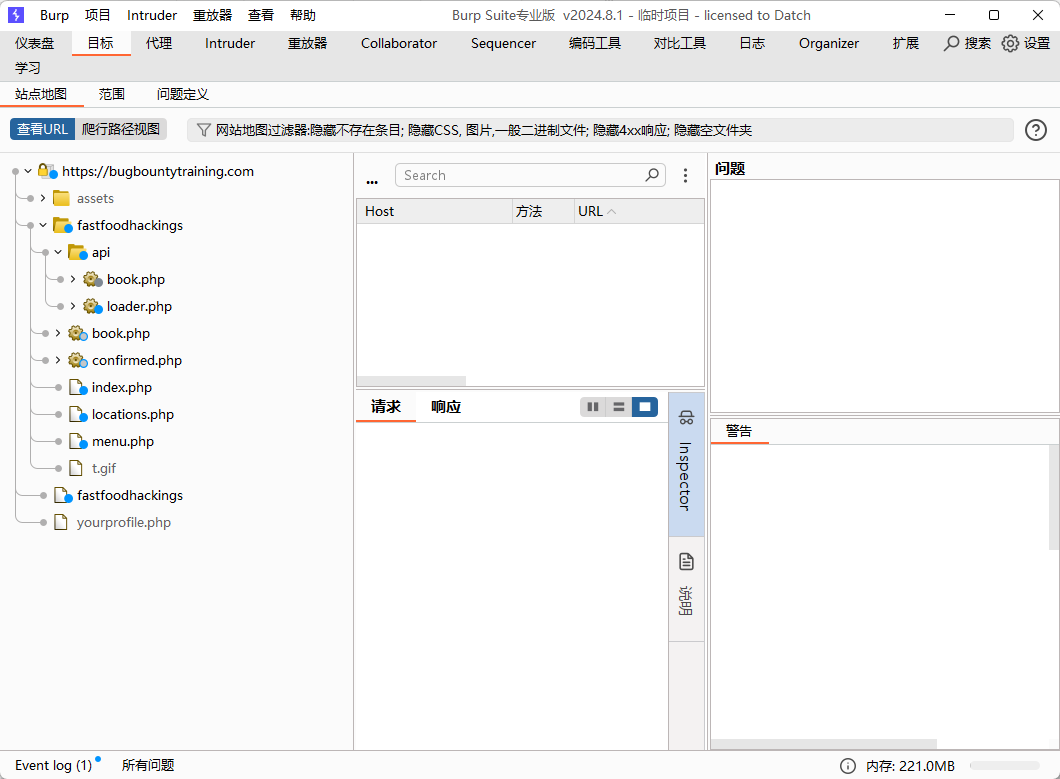 Burp 项目 Intruder 重放器 查看 帮助 Burp Suite专业版 v2024.8.1 - 临时项目 - licensed to Datch
仪表盘 目标 代理 Intruder 重放器 Collaborator Sequencer 编码工具 对比工具 日志 Organizer 扩展 搜索 设置
学习
站点地图 范围 问题定义
查看URL 爬行路径视图 网站地图过滤器:隐藏不存在条目; 隐藏CSS, 图片,一般二进制文件; 隐藏4xx响应; 隐藏空文件夹
https://bugbountytraining.com
assets
fastfoodhackings
api
book.php
loader.php
book.php
confirmed.php
index.php
locations.php
menu.php
t.gif
fastfoodhackings
yourprofile.php
... Search
Host 方法 URL
请求 响应
Inspector
说明
问题
警告
Event log (1) 所有问题 内存: 221.0MB